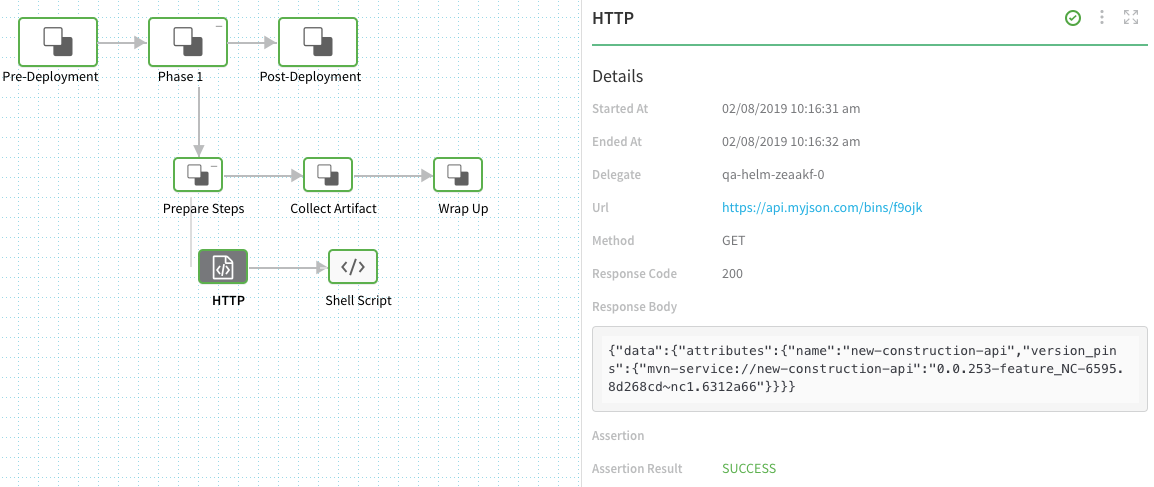 Pre-Deployment
Phase 1
Post-Deployment
Prepare Steps
Collect Artifact
Wrap Up
HTTP
Shell Script
HTTP
Details
Started At 02/08/2019 10:16:31 am
Ended At 02/08/2019 10:16:32 am
Delegate qa-helm-zeaakf-0
Url https://api.myjson.com/bins/f9ojk
Method GET
Response Code 200
Response Body
{"data":{"attributes":{"name":"new-construction-api","version_pin
s":{"mvn-service://new-construction-api":"0.0.253-feature_NC-6595.
8d268cd~nc1.6312a66"}}}}
Assertion
Assertion Result SUCCESS